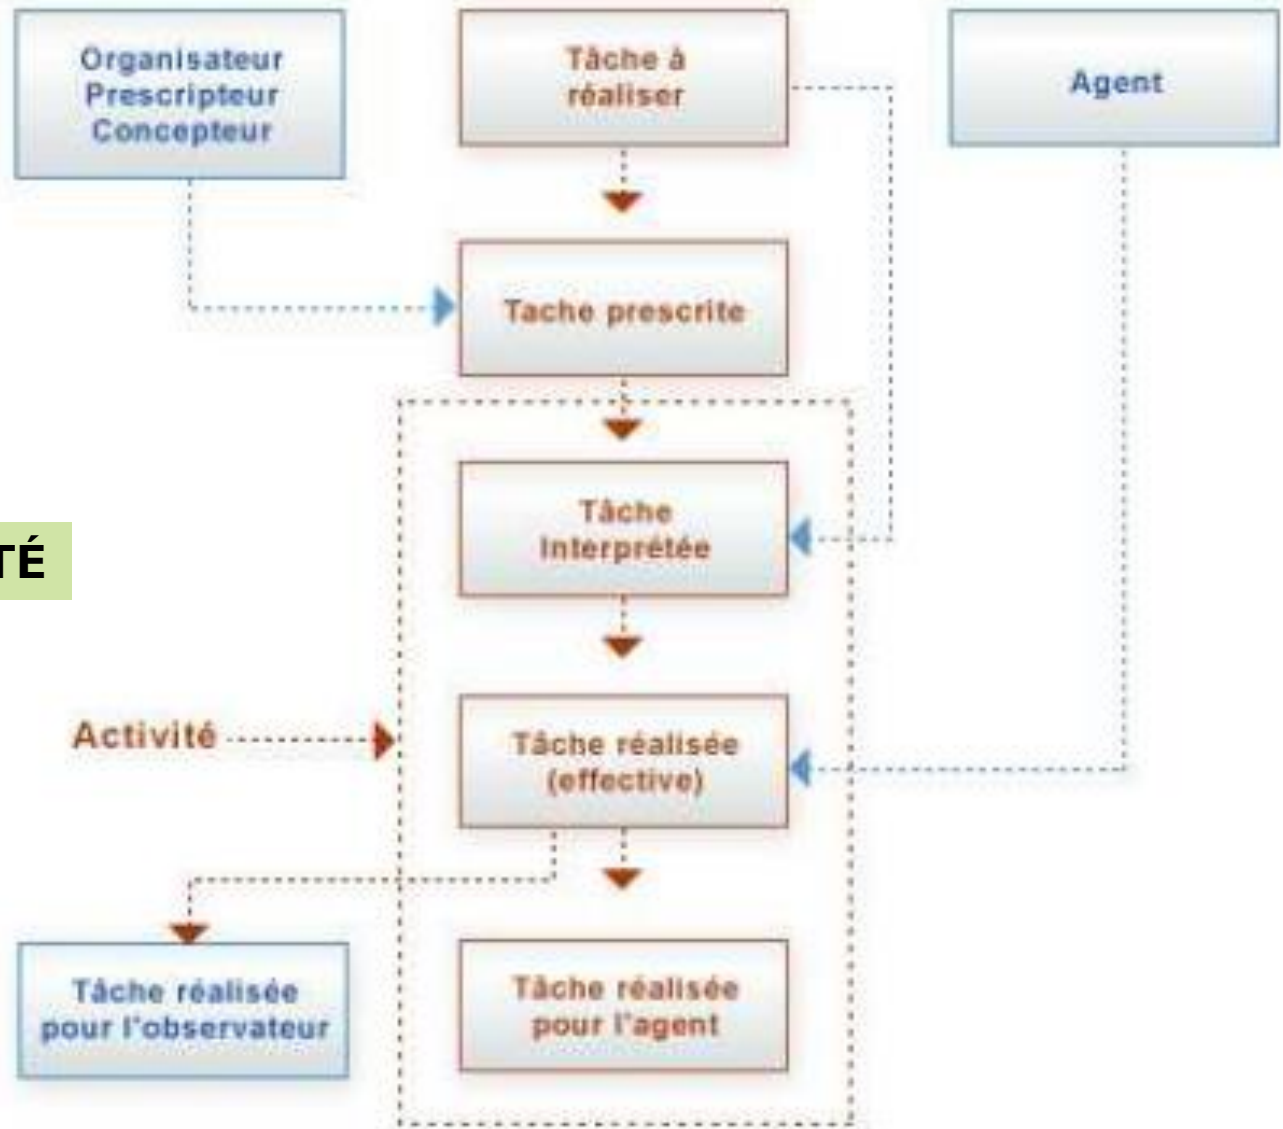 Organisateur
Prescripteur
Concepteur
Tâche à
réaliser
Agent
Tache prescrite
Tâche
Interprétée
TÉ
Activité
Tâche réalisée
(effective)
Tâche réalisée
pour l'observateur
Tâche réalisée
pour l'agent